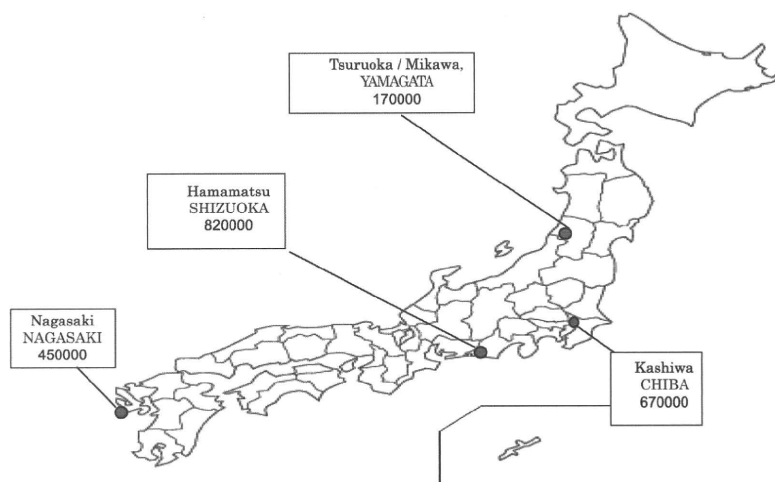 Tsuruoka / Mikawa,
YAMAGATA
170000
Hamamatsu
SHIZUOKA
820000
Nagasaki
NAGASAKI
450000
Kashiwa
CHIBA
670000